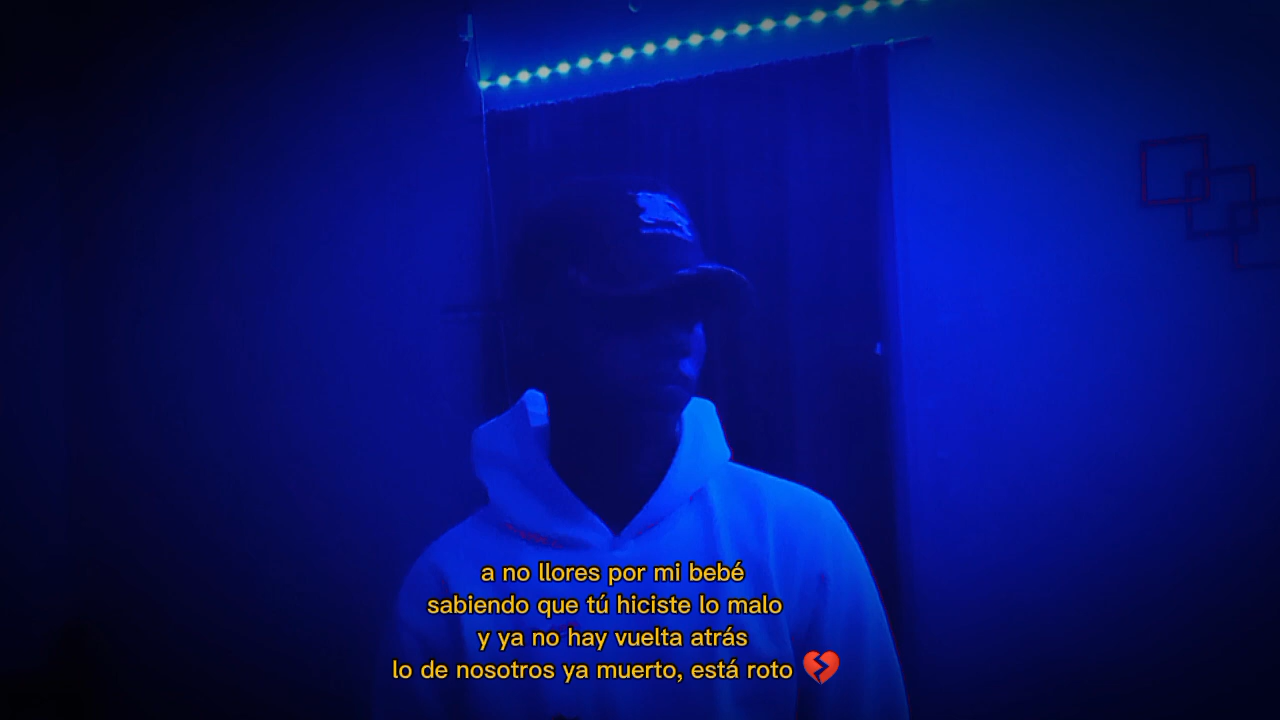 a no llores por mi bebé
sabiendo que tú hiciste lo malo
y ya no hay vuelta atrás
lo de nosotros ya muerto, está roto 💔